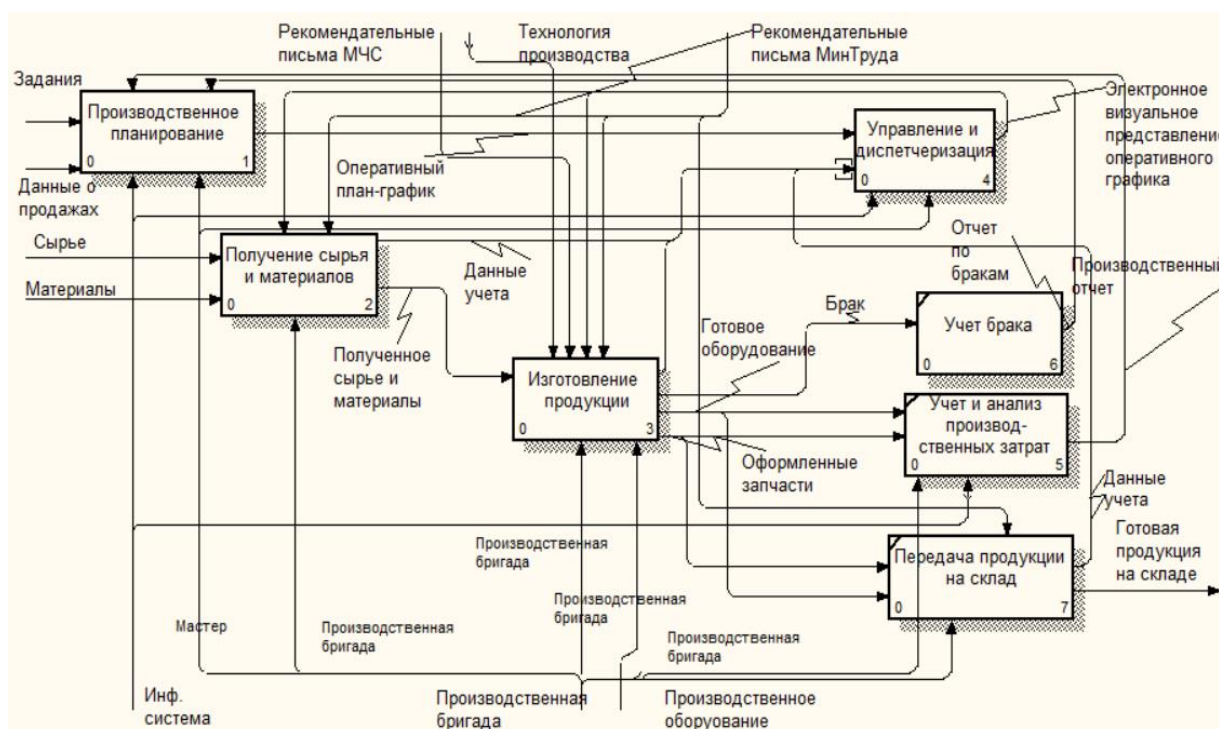 Рекомендательные
письма МЧС
Технология
производства
Рекомендательные
письма МинТруда
Задания
Производственное
планирование
0
1
Данные о
продажах
Оперативный
план-график
Управление и
диспетчеризация
0
4
Электронное
визуальное
представление
оперативного
графика
Сырье
Материалы
Получение сырья
и материалов
0
2
Данные
учета
Отчет
по
бракам
Производственный
отчет
Полученное
сырье и
материалы
Готовое
оборудование
Брак
Учет брака
0
6
Изготовление
продукции
0
3
Учет и анализ
производ-
ственных затрат
0
5
Оформленные
запчасти
Данные
учета
Готовая
продукция
на складе
Передача продукции
на склад
0
7
Производственная
бригада
Производственная
бригада
Мастер
Производственная
бригада
Производственная
бригада
Инф.
система
Производственная
бригада
Производственное
оборуование